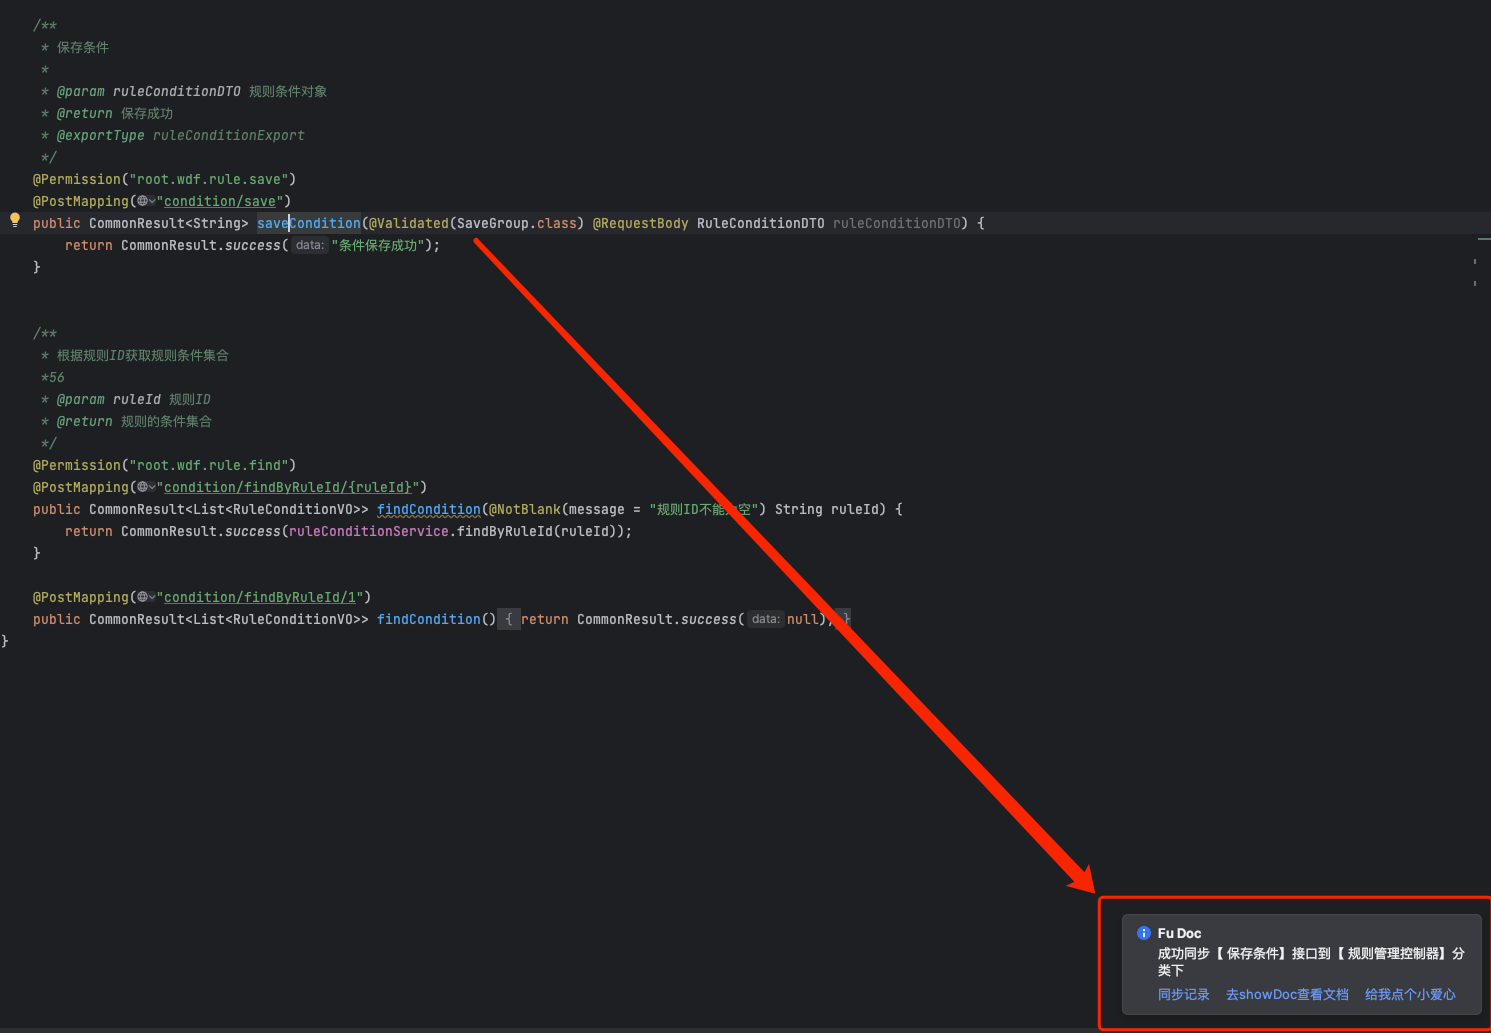 /**
* 保存条件
*
* @param ruleConditionDTO 规则条件对象
* @return 保存成功
* @exportType ruleConditionExport
*/
@Permission("root.wdf.rule.save")
@PostMapping("condition/save")
public CommonResult<String> saveCondition(@Validated(SaveGroup.class) @RequestBody RuleConditionDTO ruleConditionDTO) {
return CommonResult.success( data: "条件保存成功");
}
/**
* 根据规则ID获取规则条件集合
*56
* @param ruleId 规则ID
* @return 规则的条件集合
*/
@Permission("root.wdf.rule.find")
@PostMapping("condition/findByRuleId/{ruleId}")
public CommonResult<List<RuleConditionVO>> findCondition(@NotBlank(message = "规则ID不能空") String ruleId) {
return CommonResult.success(ruleConditionService.findByRuleId(ruleId));
}
@PostMapping("condition/findByRuleId/1")
public CommonResult<List<RuleConditionVO>> findCondition() { return CommonResult.success( data: null); }
}
Fu Doc
成功同步【 保存条件】接口到【 规则管理控制器】分
类下
同步记录 去showDoc查看文档 给我点个小爱心